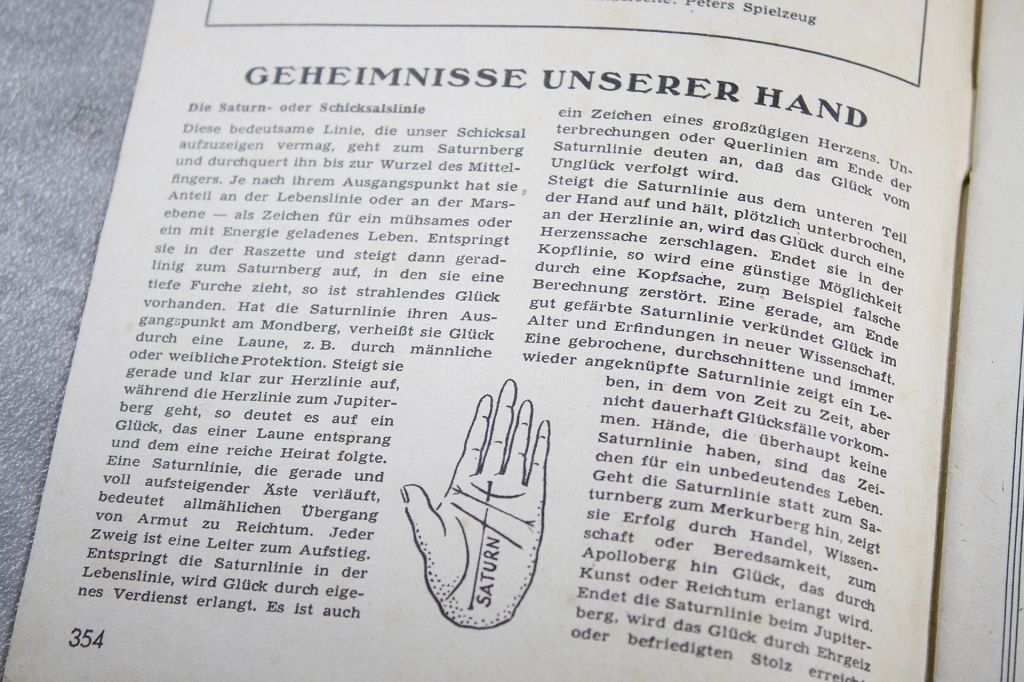 Peters Spielzeug
GEHEIMNISSE UNSERER HAND
Die Saturn- oder Schicksalslinie
Diese bedeutsame Linie, die unser Schicksal
aufzuzeigen vermag, geht zum Saturnberg
und durchquert ihn bis zur Wurzel des Mittel-
fingers. Je nach ihrem Ausgangspunkt hat sie
Anteil an der Lebenslinie oder an der Mars-
ebene — als Zeichen für ein mühsames oder
ein mit Energie geladenes Leben. Entspringt
sie in der Raszette und steigt dann gerad-
linig zum Saturnberg auf, in den sie eine
tiefe Furche zieht, so ist strahlendes Glück
vorhanden. Hat die Saturnlinie ihren Aus-
gangspunkt am Mondberg, verheißt sie Glück
durch eine Laune, z. B. durch männliche
oder weibliche Protektion. Steigt sie
gerade und klar zur Herzlinie auf,
während die Herzlinie zum Jupiter-
berg geht, so deutet es auf ein
Glück, das einer Laune entsprang
und dem eine reiche Heirat folgte.
Eine Saturnlinie, die gerade und
voll aufsteigender Äste verläuft,
bedeutet allmählichen Übergang
von Armut zu Reichtum. Jeder
Zweig ist eine Leiter zum Aufstieg.
Entspringt die Saturnlinie in der
Lebenslinie, wird Glück durch eige-
nes Verdienst erlangt. Es ist auch
354
ein Zeichen eines großzügigen Herzens. Un-
terbrechungen oder Querlinien am Ende der
Saturnlinie deuten an, daß das Glück vom
Unglück verfolgt wird.
Steigt die Saturnlinie aus dem unteren Teil
der Hand auf und hält, plötzlich unterbrochen,
an der Herzlinie an, wird das Glück durch eine
Herzenssache zerschlagen. Endet sie in der
Kopflinie, so wird eine günstige Möglichkeit
durch eine Kopfsache, zum Beispiel falsche
Berechnung zerstört. Eine gerade, am Ende
gut gefärbte Saturnlinie verkündet Glück im
Alter und Erfindungen in neuer Wissenschaft.
Eine gebrochene, durchschnittene und immer
wieder angeknüpfte Saturnlinie zeigt ein Le-
ben, in dem von Zeit zu Zeit, aber
nicht dauerhaft Glücksfälle vorkom-
men. Hände, die überhaupt keine
Saturnlinie haben, sind das Zei-
chen für ein unbedeutendes Leben.
Geht die Saturnlinie statt zum Sa-
turnberg zum Merkurberg hin, zeigt
sie Erfolg durch Handel, Wissen-
schaft oder Beredsamkeit, zum
Apolloberg hin Glück, das durch
Kunst oder Reichtum erlangt wird.
Endet die Saturnlinie beim Jupiter-
berg, wird das Glück durch Ehrgeiz
oder befriedigten Stolz
SATURN